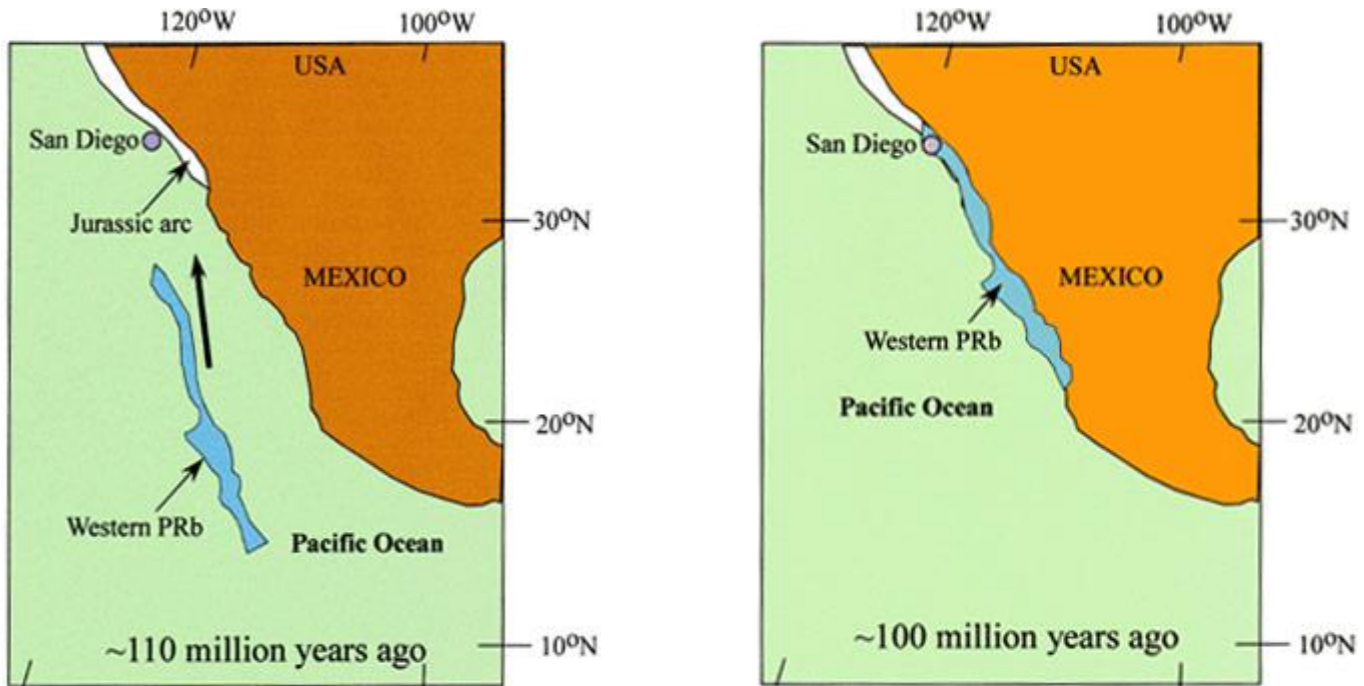 120°W
100°W
USA
San Diego
Jurassic arc
30°N
MEXICO
20°N
Western PRb
Pacific Ocean
~110 million years ago
10°N
120°W
100°W
USA
San Diego
30°N
MEXICO
Western PRb
Pacific Ocean
20°N
~100 million years ago
10°N